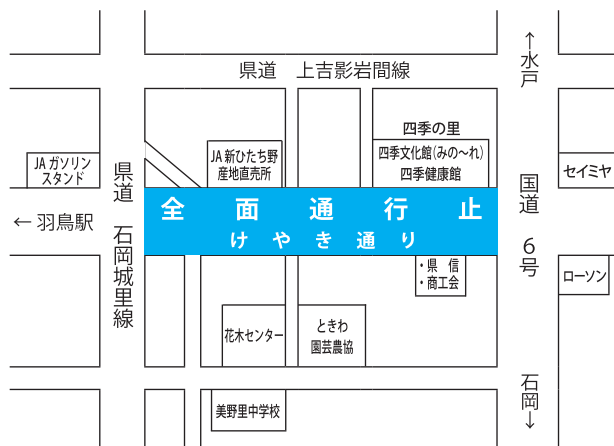 ↑水戸
県道 上吉影岩間線
四季の里
四季文化館(みの〜れ)
四季健康館
JA新ひたち野
産地直売所
JAガソリン
スタンド
セイミヤ
県道 石岡城里線
国道 6号
← 羽鳥駅
全面通行止
けやき通り
・県信
・商工会
ローソン
花木センター
ときわ
園芸農協
石岡↓
美野里中学校